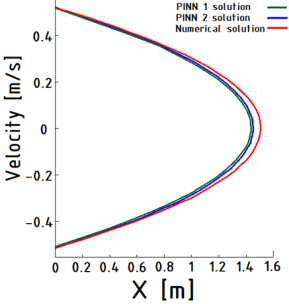 PINN 1 solution
PINN 2 solution
Numerical solution
0.4
0.2
0
-0.2
-0.4
Velocity [m/s]
0 0.2 0.4 0.6 0.8 1 1.2 1.4 1.6
X [m]